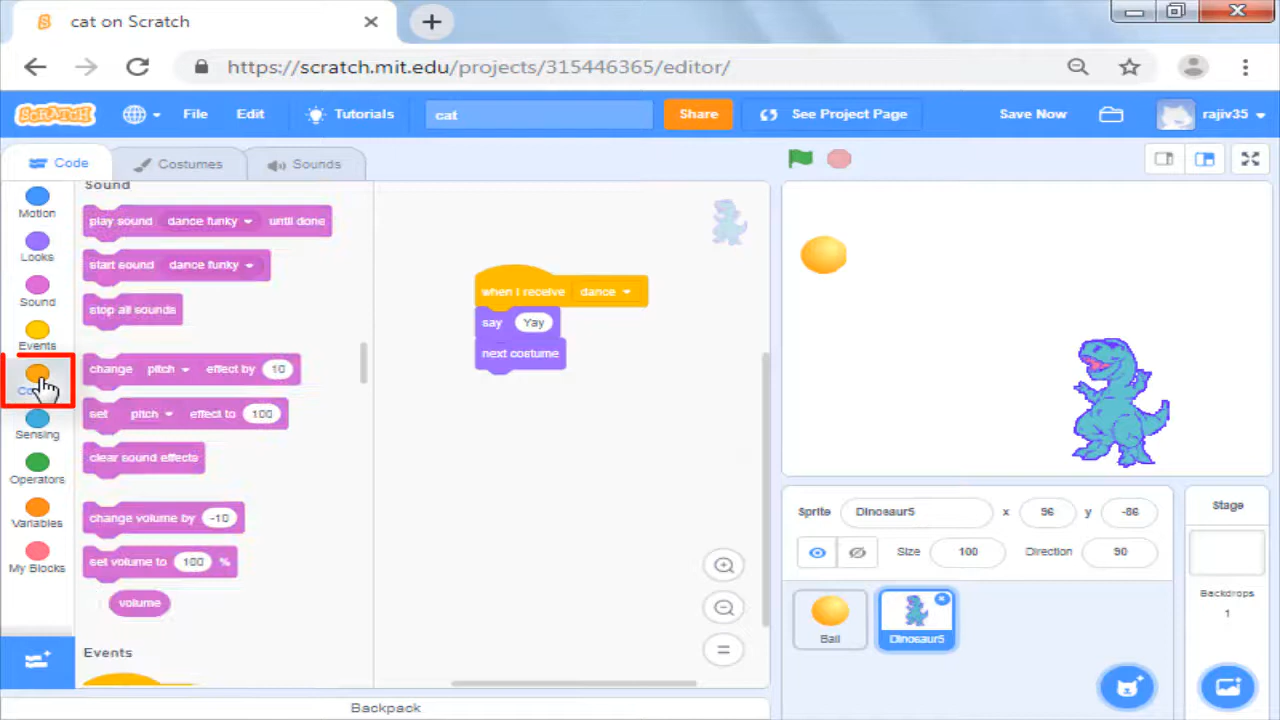 cat on Scratch
https://scratch.mit.edu/projects/315446365/editor/
SCRATCH File Edit Tutorials cat Share See Project Page Save Now rajiv35
Code Costumes Sounds
Motion
Looks
Sound
Events
Sensing
Operators
Variables
My Blocks
Sound
play sound dance funky until done
start sound dance funky
stop all sounds
change pitch effect by 10
set pitch effect to 100
clear sound effects
change volume by -10
set volume to 100 %
volume
Events
when I receive dance
say Yay
next costume
Backpack
Sprite Dinosaur5 x 96 y -86
Size 100 Direction 90
Ball
Dinosaur5
Stage
Backdrops
1